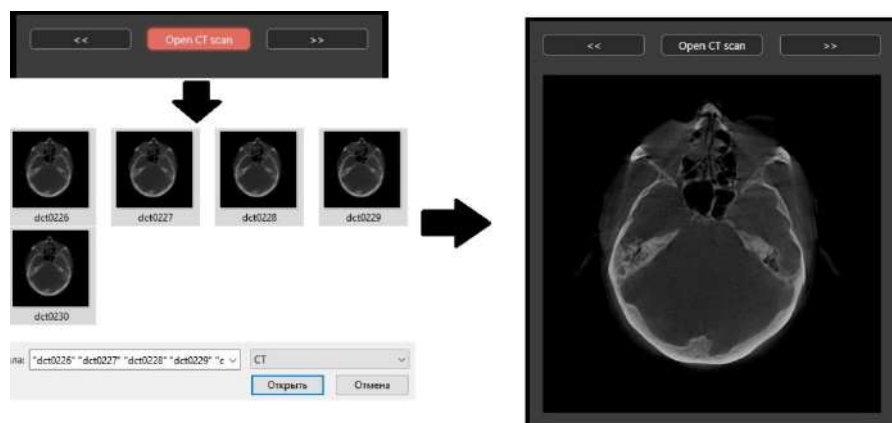 << Open CT scan >>
dct0226 dct0227 dct0228 dct0229
dct0230
"dct0226" "dct0227" "dct0228" "dct0229" "c CT
Открыть Отмена
<< Open CT scan >>